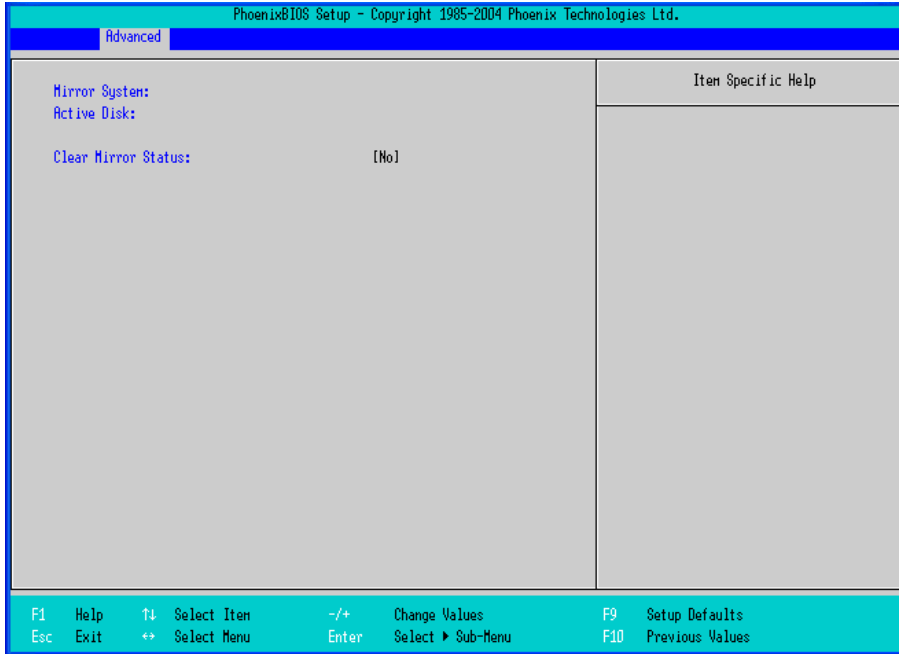 PhoenixBIOS Setup - Copyright 1985-2004 Phoenix Technologies Ltd.
Advanced
Mirror System:
Active Disk:
Clear Mirror Status: [No]
Item Specific Help
F1 Help ↑↓ Select Item -/+ Change Values F9 Setup Defaults
Esc Exit ↔ Select Menu Enter Select ▶ Sub-Menu F10 Previous Values